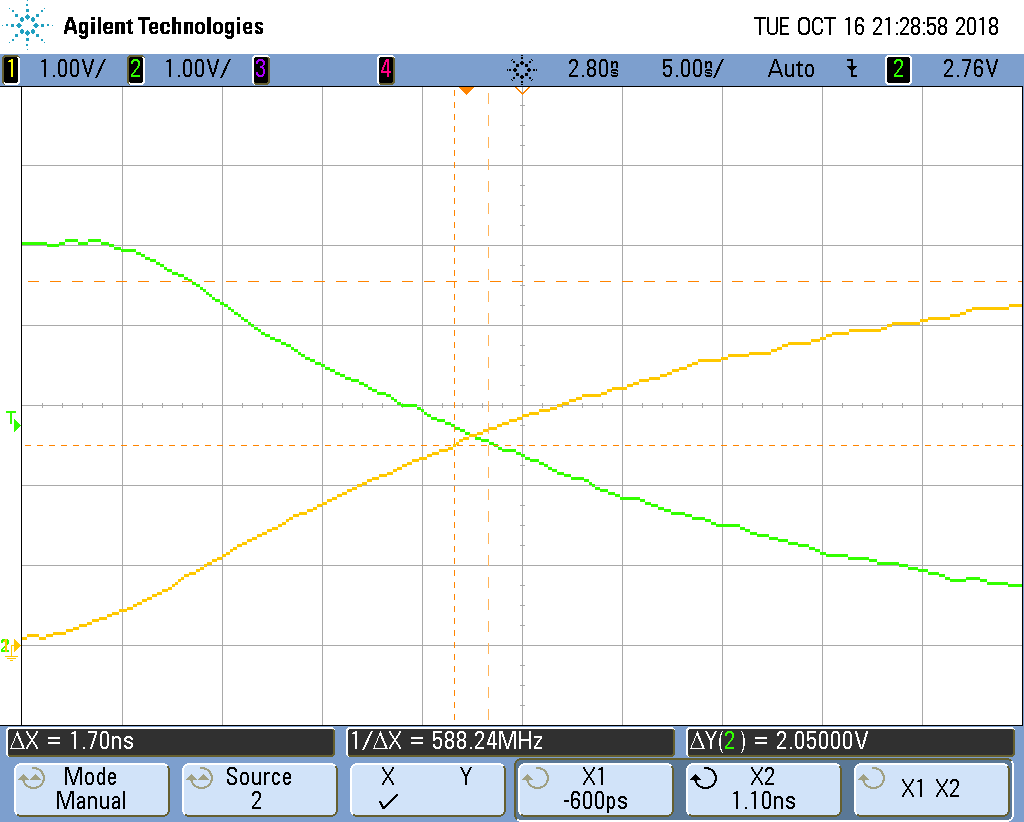 Agilent Technologies
TUE OCT 16 21:28:58 2018
1 1.00V/ 2 1.00V/ 3 4 2.80s 5.00s/ Auto 2 2.76V
T
2
ΔX = 1.70ns 1/ΔX = 588.24MHz ΔY(2) = 2.05000V
Mode Source X Y X1 X2 X1 X2
Manual 2 -600ps 1.10ns